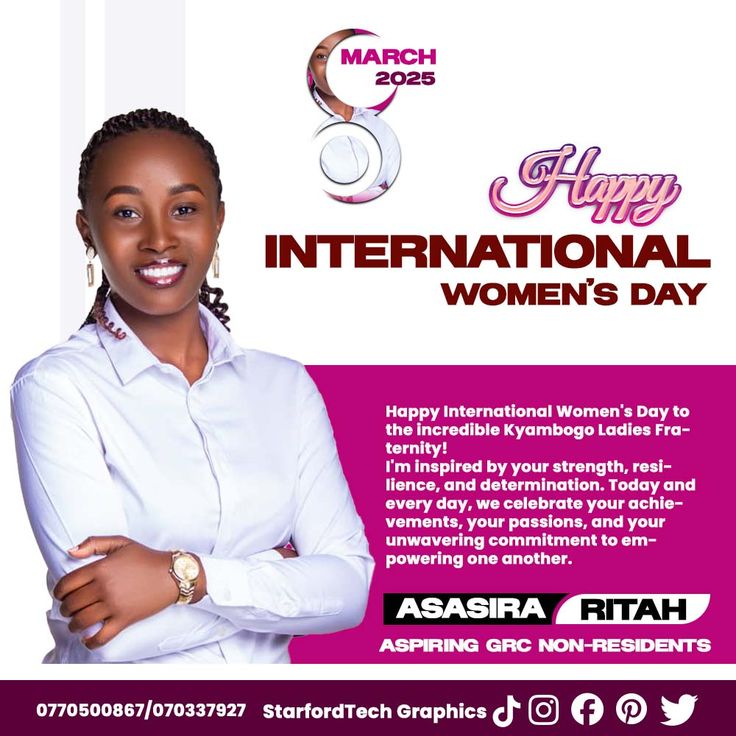 MARCH
2025
Happy
INTERNATIONAL
WOMEN'S DAY
Happy International Women's Day to
the incredible Kyambogo Ladies Fra-
ternity!
I'm inspired by your strength, resi-
lience, and determination. Today and
every day, we celebrate your achie-
vements, your passions, and your
unwavering commitment to em-
powering one another.
ASASIRA RITAH
ASPIRING GRC NON-RESIDENTS
0770500867/070337927 StarfordTech Graphics